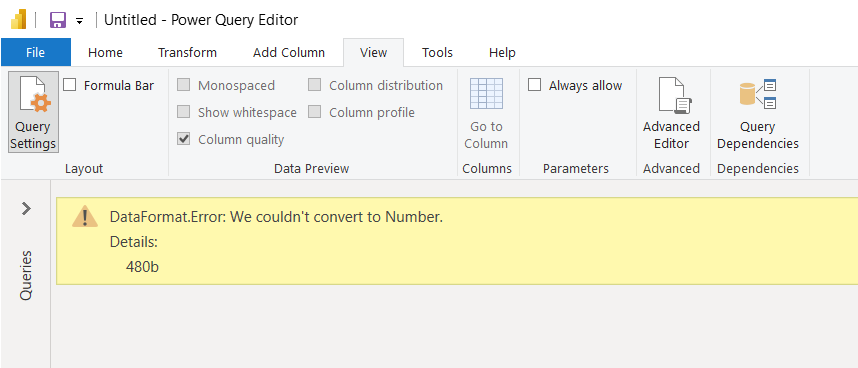 Untitled - Power Query Editor
File Home Transform Add Column View Tools Help
Query Settings
Formula Bar
Layout
Monospaced
Show whitespace
Column quality
Column distribution
Column profile
Data Preview
Go to
Column
Columns
Always allow
Parameters
Advanced
Editor
Advanced
Query
Dependencies
Dependencies
Queries
DataFormat.Error: We couldn't convert to Number.
Details:
480b